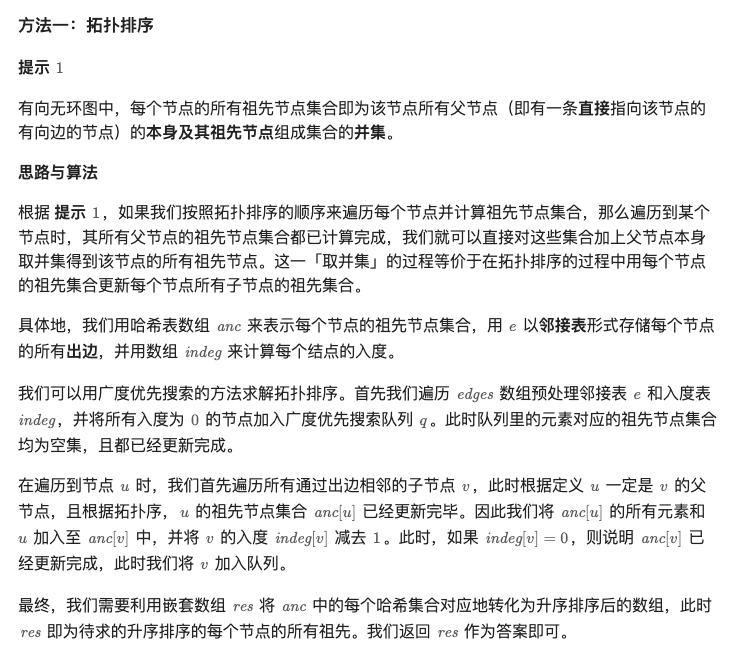 方法一：拓扑排序
提示 1
有向无环图中，每个节点的所有祖先节点集合即为该节点所有父节点（即有一条直接指向该节点的
有向边的节点）的本身及其祖先节点组成集合的并集。
思路与算法
根据 提示 1，如果我们按照拓扑排序的顺序来遍历每个节点并计算祖先节点集合，那么遍历到某个
节点时，其所有父节点的祖先节点集合都已计算完成，我们就可以直接对这些集合加上父节点本身
取并集得到该节点的所有祖先节点。这一「取并集」的过程等价于在拓扑排序的过程中用每个节点
的祖先集合更新每个节点所有子节点的祖先集合。
具体地，我们用哈希表数组 anc 来表示每个节点的祖先节点集合，用 e 以邻接表形式存储每个节点
的所有出边，并用数组 indeg 来计算每个结点的入度。
我们可以用广度优先搜索的方法求解拓扑排序。首先我们遍历 edges 数组预处理邻接表 e 和入度表
indeg，并将所有入度为 0 的节点加入广度优先搜索队列 q。此时队列里的元素对应的祖先节点集合
均为空集，且都已经更新完成。
在遍历到节点 u 时，我们首先遍历所有通过出边相邻的子节点 v，此时根据定义 u 一定是 v 的父
节点，且根据拓扑序，u 的祖先节点集合 anc[u] 已经更新完毕。因此我们将 anc[u] 的所有元素和
u 加入至 anc[v] 中，并将 v 的入度 indeg[v] 减去 1。此时，如果 indeg[v] = 0，则说明 anc[v] 已
经更新完成，此时我们将 v 加入队列。
最终，我们需要利用嵌套数组 res 将 anc 中的每个哈希集合对应地转化为升序排序后的数组，此时
res 即为待求的升序排序的每个节点的所有祖先。我们返回 res 作为答案即可。